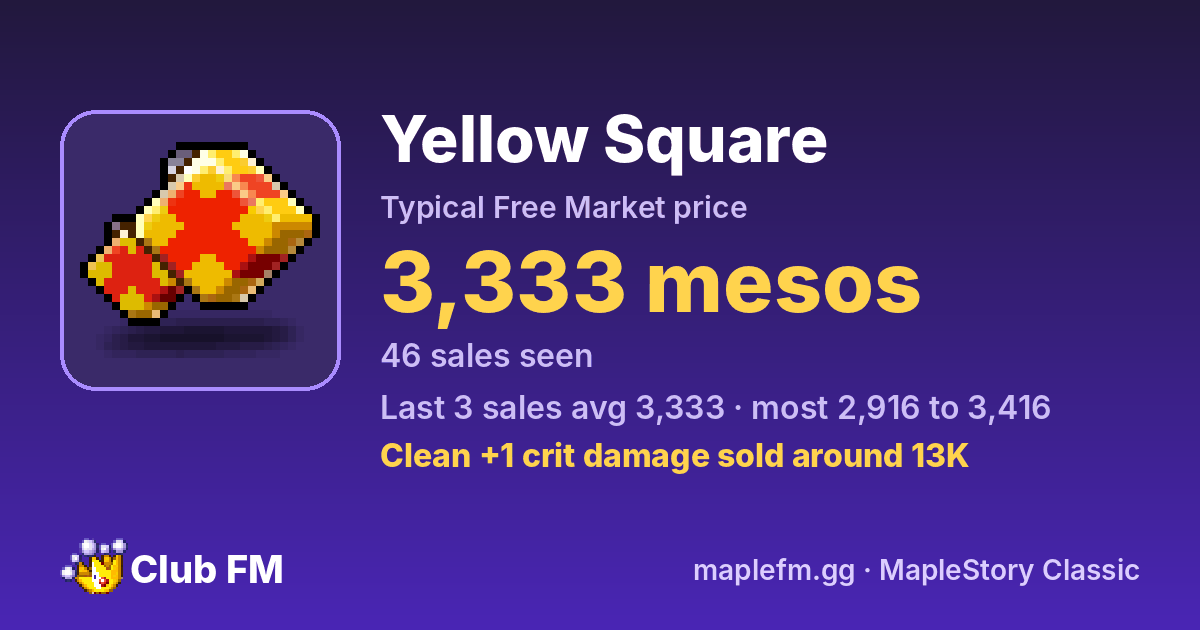 Yellow Square
Typical Free Market price
3,333 mesos
46 sales seen
Last 3 sales avg 3,333 · most 2,916 to 3,416
Clean +1 crit damage sold around 13K
Club FM
maplefm.gg · MapleStory Classic